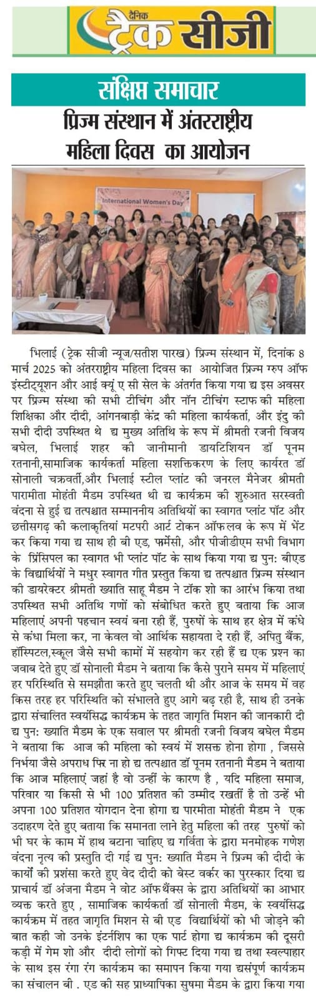 दैनिक
ट्रैक सीजी
संक्षिप्त समाचार
प्रिज्म संस्थान में अंतरराष्ट्रीय
महिला दिवस का आयोजन
International Women's Day
भिलाई (ट्रेक सीजी न्यूज/सतीश पारख) प्रिज्म संस्थान में, दिनांक 8
मार्च 2025 को अंतरराष्ट्रीय महिला दिवस का आयोजित प्रिज्म ग्रुप ऑफ
इंस्टीट्यूशन और आई क्यूं ए सी सेल के अंतर्गत किया गया द्य इस अवसर
पर प्रिज्म संस्था की सभी टीचिंग और नॉन टीचिंग स्टाफ की महिला
शिक्षिका और दीदी, आंगनबाड़ी केंद्र की महिला कार्यकर्ता, और इंदु की
सभी दीदी उपस्थित थे द्य मुख्य अतिथि के रूप में श्रीमती रजनी विजय
बघेल, भिलाई शहर की जानीमानी डायटिशियन डॉ पूनम
रतनानी,सामाजिक कार्यकर्ता महिला सशक्तिकरण के लिए कार्यरत डॉ
सोनाली चक्रवर्ती,और भिलाई स्टील प्लांट की जनरल मैनेजर श्रीमती
पारामीता मोहंती मैडम उपस्थित थी द्य कार्यक्रम की शुरुआत सरस्वती
वंदना से हुई द्य तत्पश्चात सम्माननीय अतिथियों का स्वागत प्लांट पॉट और
छत्तीसगढ़ की कलाकृतियां मटपरी आर्ट टोकन ऑफ लव के रूप में भेंट
कर किया गया द्य साथ ही बी एड, फार्मेसी, और पीजीडीएम सभी विभाग
के प्रिंसिपल का स्वागत भी प्लांट पॉट के साथ किया गया द्य पुन: बीएड
के विद्यार्थियों ने मधुर स्वागत गीत प्रस्तुत किया द्य तत्पश्चात प्रिज्म संस्थान
की डायरेक्टर श्रीमती ख्याति साहू मैडम ने टॉक शो का आरंभ किया तथा
उपस्थित सभी अतिथि गणों को संबोधित करते हुए बताया कि आज
महिलाएं अपनी पहचान स्वयं बना रही हैं, पुरुषों के साथ हर क्षेत्र में कंधे
से कंधा मिला कर, ना केवल वो आर्थिक सहायता दे रही हैं, अपितु बैंक,
हॉस्पिटल,स्कूल जैसे सभी कामों में सहयोग कर रही हैं द्य एक प्रश्न का
जवाब देते हुए डॉ सोनाली मैडम ने बताया कि कैसे पुराने समय में महिलाएं
हर परिस्थिति से समझौता करते हुए चलती थी और आज के समय में वह
किस तरह हर परिस्थिति को संभालते हुए आगे बढ़ रही है, साथ ही उनके
द्वारा संचालित स्वयंसिद्ध कार्यक्रम के तहत जागृति मिशन की जानकारी दी
द्य पुन: ख्याति मैडम के एक सवाल पर श्रीमती रजनी विजय बघेल मैडम
ने बताया कि आज की महिला को स्वयं में शसक्त होना होगा , जिससे
निर्भया जैसे अपराध फिर ना हो द्य तत्पश्चात डॉ पूनम रतनानी मैडम ने बताया
कि आज महिलाएं जहां है वो उन्हीं के कारण है , यदि महिला समाज,
परिवार या किसी से भी 100 प्रतिशत की उम्मीद रखतीं है तो उन्हें भी
अपना 100 प्रतिशत योगदान देना होगा द्य पारमीता मोहंती मैडम ने एक
उदाहरण देते हुए बताया कि समानता लाने हेतु महिला की तरह पुरुषों को
भी घर के काम में हाथ बटाना चाहिए द्य गर्विता के द्वारा मनमोहक गणेश
वंदना नृत्य की प्रस्तुति दी गई द्य पुन: ख्याति मैडम ने प्रिज्म की दीदी के
कार्यों की प्रशंसा करते हुए वेद दीदी को बेस्ट वर्कर का पुरस्कार दिया द्य
प्राचार्य डॉ अंजना मैडम ने वोट ऑफ थैंक्स के द्वारा अतिथियों का आभार
व्यक्त करते हुए , सामाजिक कार्यकर्ता डॉ सोनाली मैडम, के स्वयंसिद्ध
कार्यक्रम में तहत जागृति मिशन से बी एड विद्यार्थियों को भी जोड़ने की
बात कही जो उनके इंटर्नशिप का एक पार्ट होगा द्य कार्यक्रम की दूसरी
कड़ी में गेम शो और दीदी लोगों को गिफ्ट दिया गया द्य तथा स्वल्पाहार
के साथ इस रंगा रंग कार्यक्रम का समापन किया गया द्यसंपूर्ण कार्यक्रम
का संचालन बी . एड की सह प्राध्यापिका सुषमा मैडम के द्वारा किया गया